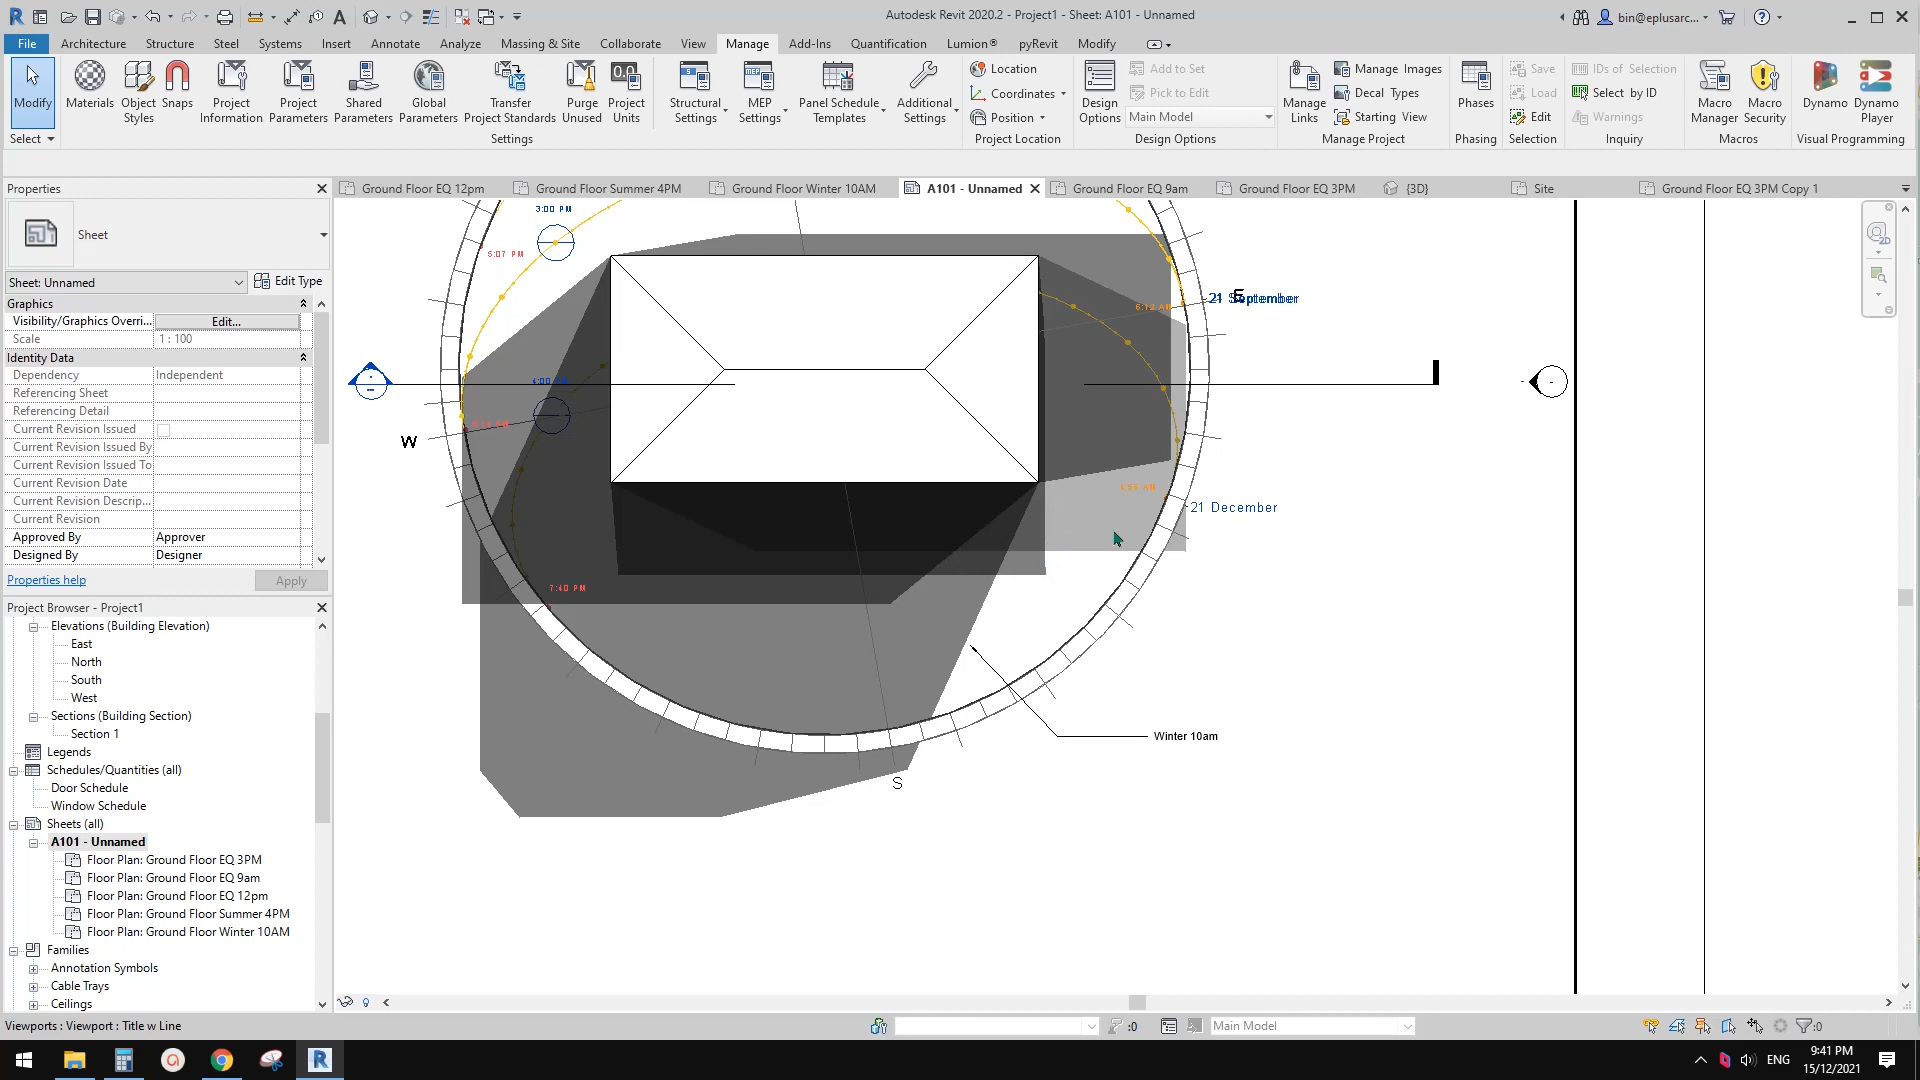 Autodesk Revit 2020.2 - Project1 - Sheet: A101 - Unnamed
bin@eplusarc...
File Architecture Structure Steel Systems Insert Annotate Analyze Massing & Site Collaborate View Manage Add-Ins Quantification Lumion® pyRevit Modify
Modify
Materials
Object Styles
Snaps
Project Information
Project Parameters
Shared Parameters
Global Parameters
Transfer Project Standards
Purge Unused
Project Units
Structural Settings
MEP Settings
Panel Schedule Templates
Additional Settings
Location
Coordinates
Position
Design Options
Add to Set
Pick to Edit
Main Model
Manage Links
Manage Images
Decal Types
Starting View
Phases
Save
Load
Edit
IDs of Selection
Select by ID
Warnings
Macro Manager
Macro Security
Dynamo
Dynamo Player
Select Settings Project Location Design Options Manage Project Phasing Selection Inquiry Macros Visual Programming
Properties
Ground Floor EQ 12pm
Ground Floor Summer 4PM
Ground Floor Winter 10AM
A101 - Unnamed
Ground Floor EQ 9am
Ground Floor EQ 3PM
{3D}
Site
Ground Floor EQ 3PM Copy 1
Sheet
Sheet: Unnamed
Edit Type
Graphics
Visibility/Graphics Overri... Edit...
Scale 1 : 100
Identity Data
Dependency Independent
Referencing Sheet
Referencing Detail
Current Revision Issued
Current Revision Issued By
Current Revision Issued To
Current Revision Date
Current Revision Descrip...
Current Revision
Approved By Approver
Designed By Designer
Properties help
Apply
Project Browser - Project1
Elevations (Building Elevation)
East
North
South
West
Sections (Building Section)
Section 1
Legends
Schedules/Quantities (all)
Door Schedule
Window Schedule
Sheets (all)
A101 - Unnamed
Floor Plan: Ground Floor EQ 3PM
Floor Plan: Ground Floor EQ 9am
Floor Plan: Ground Floor EQ 12pm
Floor Plan: Ground Floor Summer 4PM
Floor Plan: Ground Floor Winter 10AM
Families
Annotation Symbols
Cable Trays
Ceilings
3:00 PM
5:07 PM
6:12 AM
21 September
E
W
21 December
7:40 PM
Winter 10am
S
Viewports : Viewport : Title w Line
:0
Main Model
:0
ENG
9:41 PM
15/12/2021